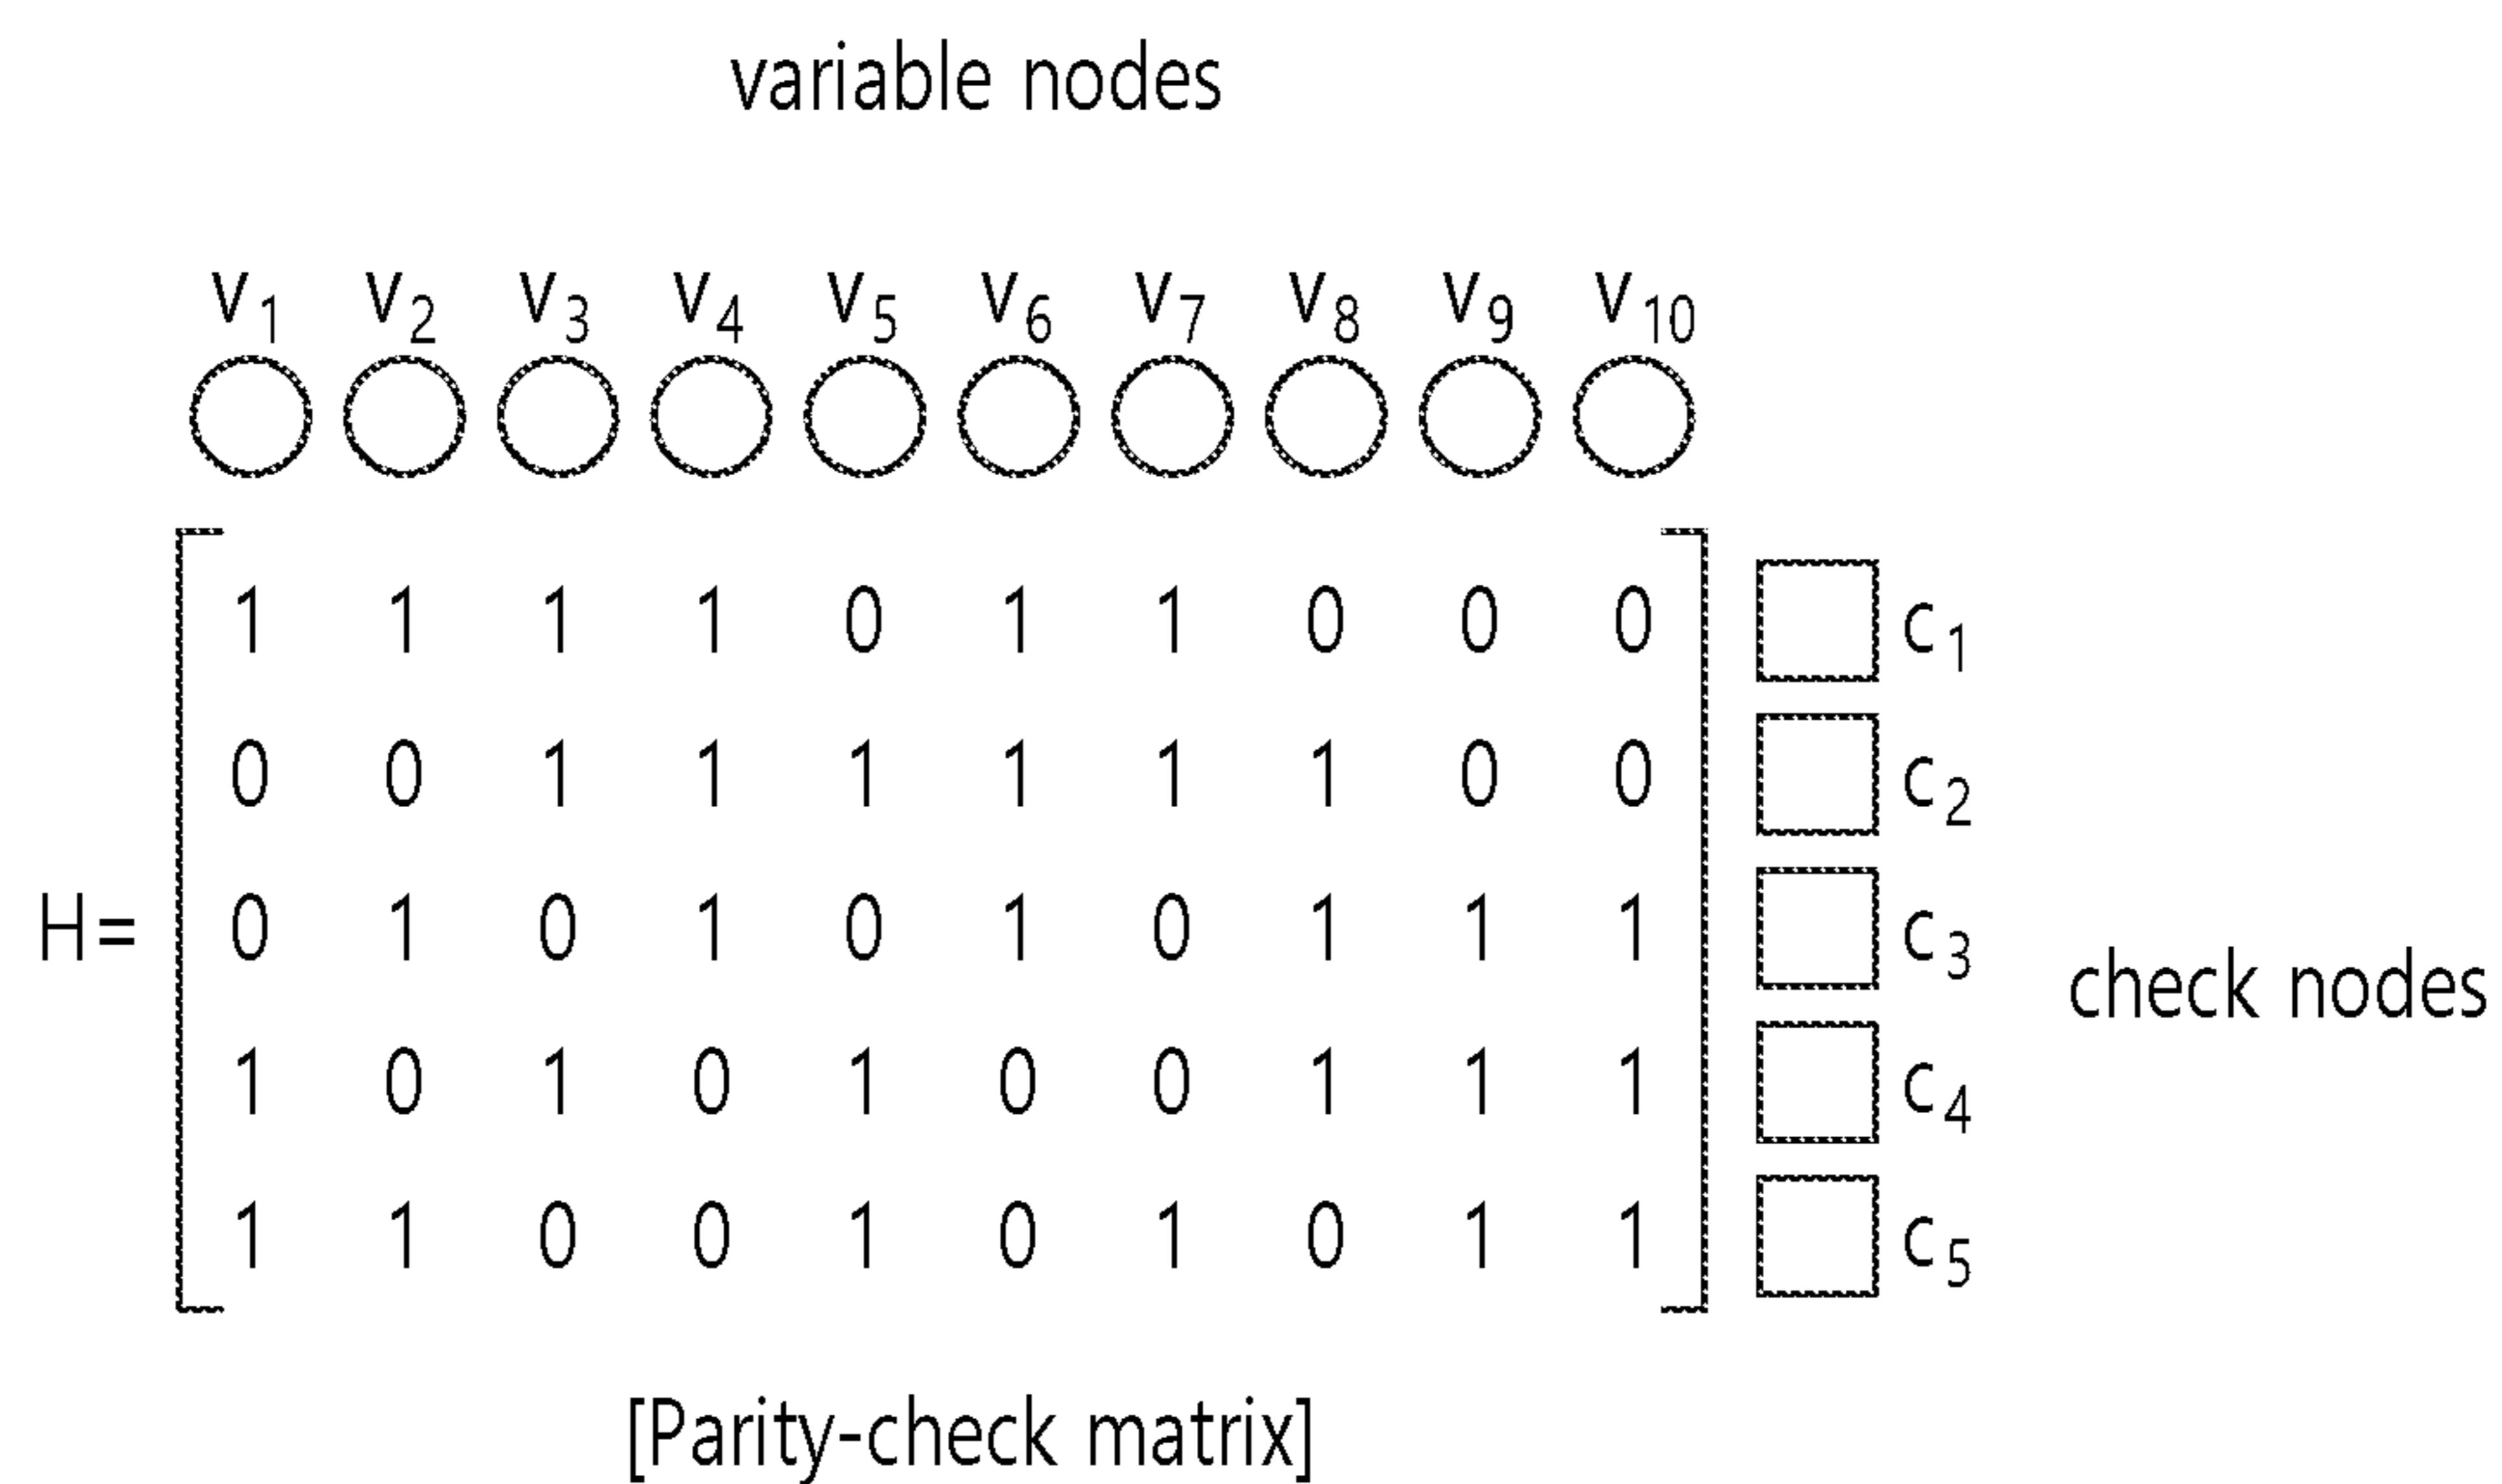 variable nodes
v1 v2 v3 v4 v5 v6 v7 v8 v9 v10
1 1 1 1 0 1 1 0 0 0 c1
0 0 1 1 1 1 1 1 0 0 c2
H= 0 1 0 1 0 1 0 1 1 1 c3
check nodes
1 0 1 0 1 0 0 1 1 1 c4
1 1 0 0 1 0 1 0 1 1 c5
[Parity-check matrix]